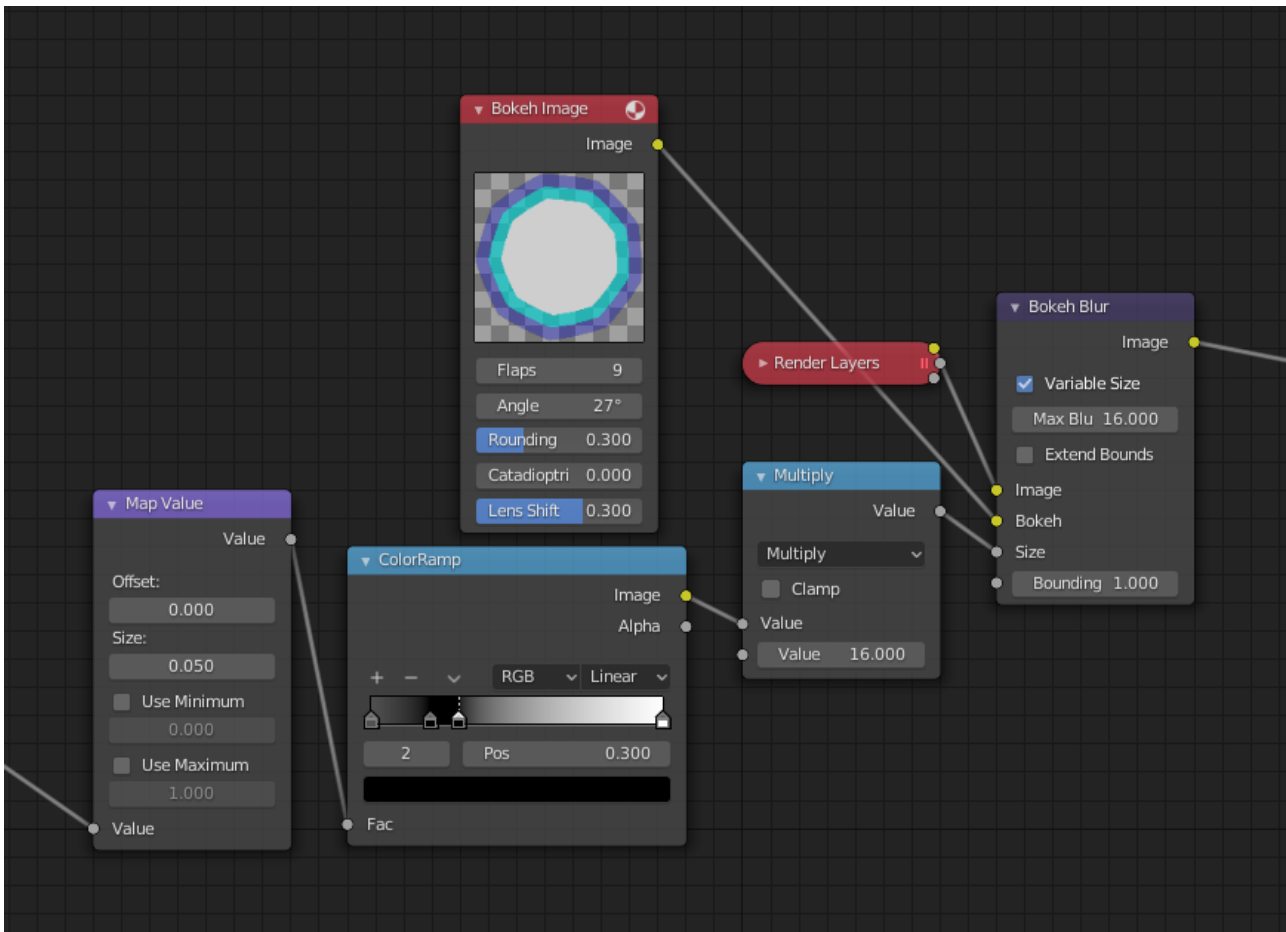 Bokeh Image
Image
Flaps 9
Angle 27°
Rounding 0.300
Catadioptri 0.000
Lens Shift 0.300
Render Layers
Bokeh Blur
Image
Variable Size
Max Blu 16.000
Extend Bounds
Image
Bokeh
Size
Bounding 1.000
Multiply
Value
Multiply
Clamp
Value
Value 16.000
Map Value
Value
Offset:
0.000
Size:
0.050
Use Minimum
0.000
Use Maximum
1.000
Value
ColorRamp
Image
Alpha
RGB Linear
2 Pos 0.300
Fac